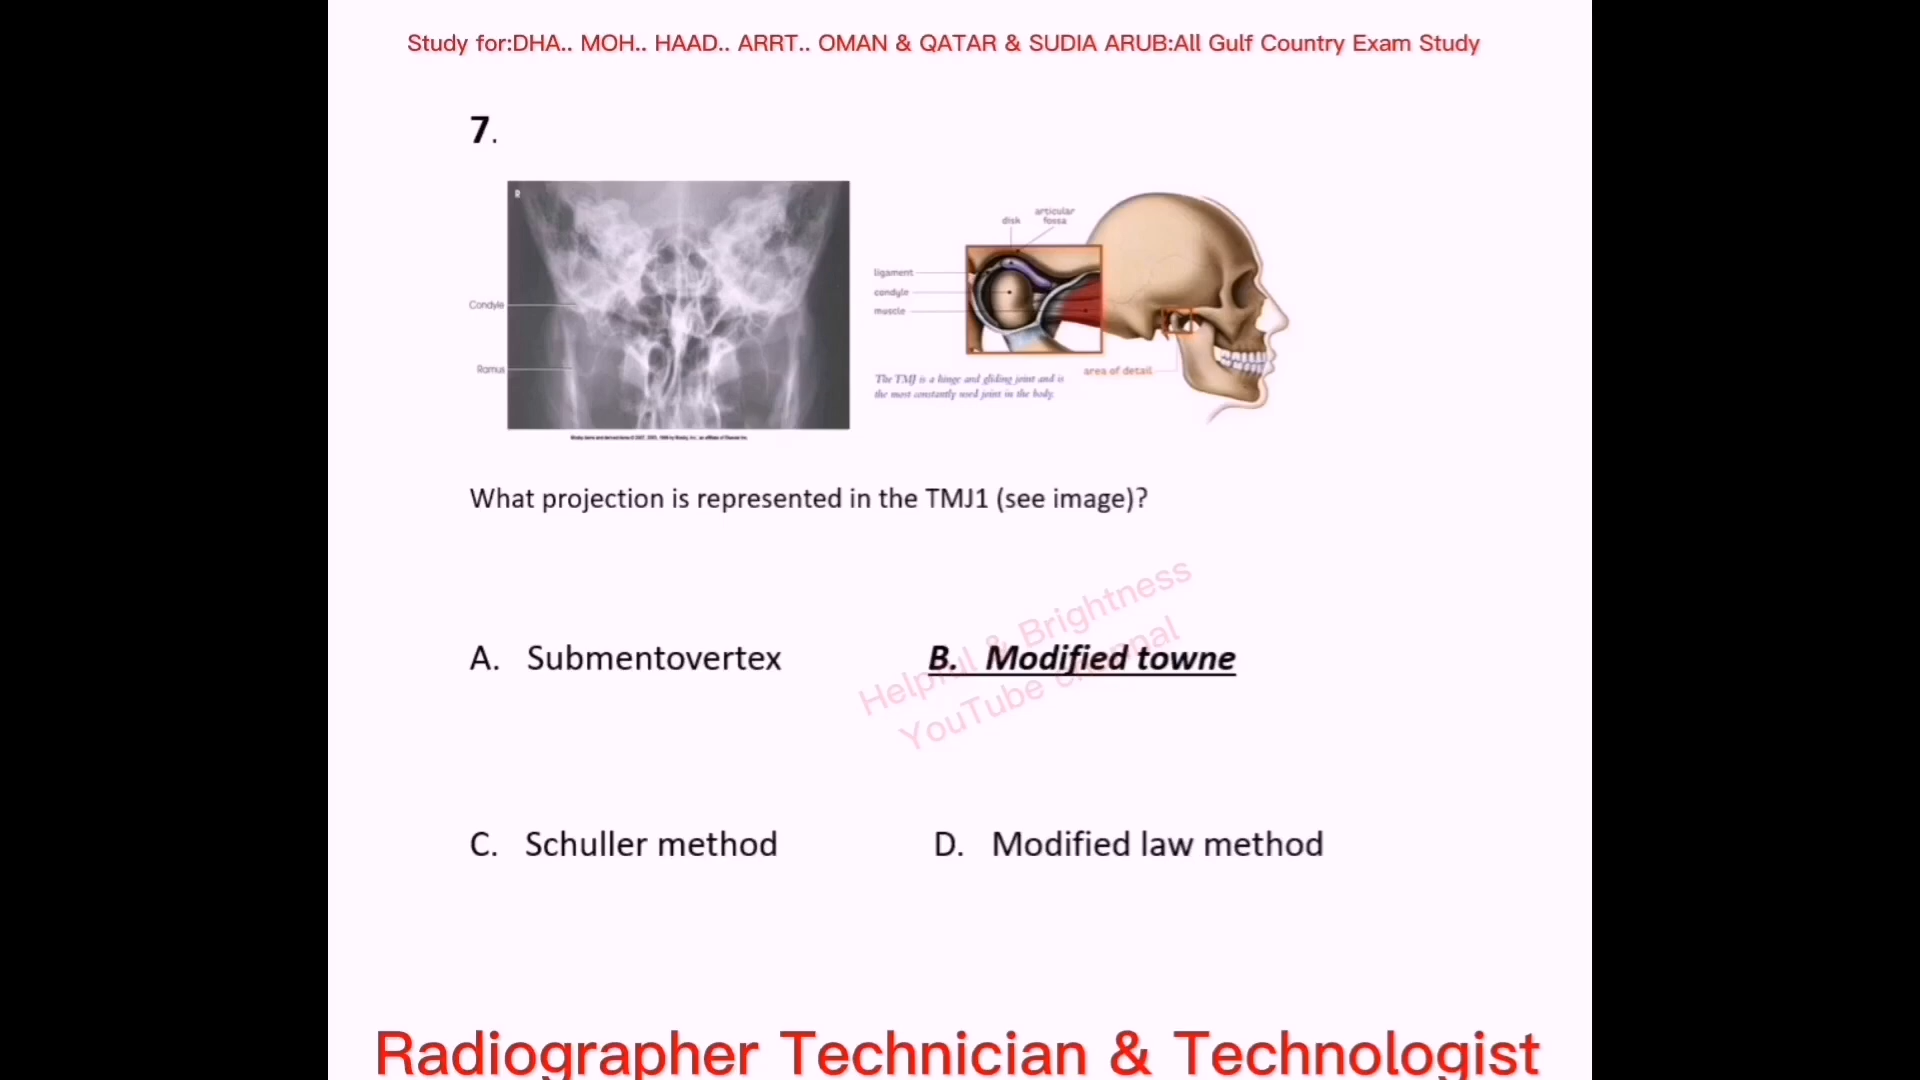 Study for:DHA.. MOH.. HAAD.. ARRT.. OMAN & QATAR & SUDIA ARUB:All Gulf Country Exam Study
7.
R
Condyle
Ramus
disk
articular
fossa
ligament
condyle
muscle
The TMJ is a hinge and gliding joint and is
the most constantly used joint in the body.
area of detail
What projection is represented in the TMJ1 (see image)?
A. Submentovertex
B. Modified towne
Helpful & Brightness
YouTube channal
C. Schuller method
D. Modified law method
Radiographer Technician & Technologist